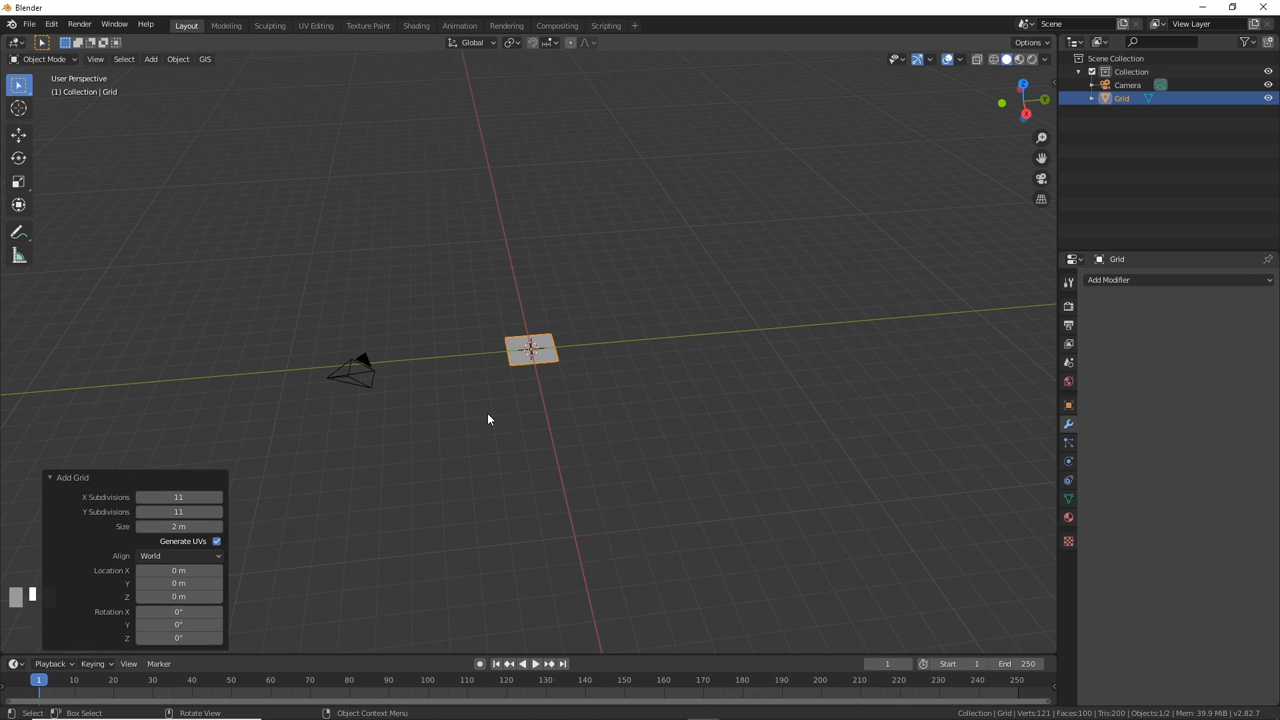 Blender
File Edit Render Window Help Layout Modeling Sculpting UV Editing Texture Paint Shading Animation Rendering Compositing Scripting + Scene View Layer
Global Options
Object Mode View Select Add Object GIS
User Perspective
(1) Collection | Grid
Scene Collection
Collection
Camera
Grid
Z
Y
X
Grid
Add Modifier
Add Grid
X Subdivisions 11
Y Subdivisions 11
Size 2 m
Generate UVs
Align World
Location X 0 m
Y 0 m
Z 0 m
Rotation X 0°
Y 0°
Z 0°
Playback Keying View Marker 1 Start 1 End 250
1 10 20 30 40 50 60 70 80 90 100 110 120 130 140 150 160 170 180 190 200 210 220 230 240 250
Select Box Select Rotate View Object Context Menu Collection | Grid | Verts:121 | Faces:100 | Tris:200 | Objects:1/2 | Mem: 39.9 MiB | v2.82.7